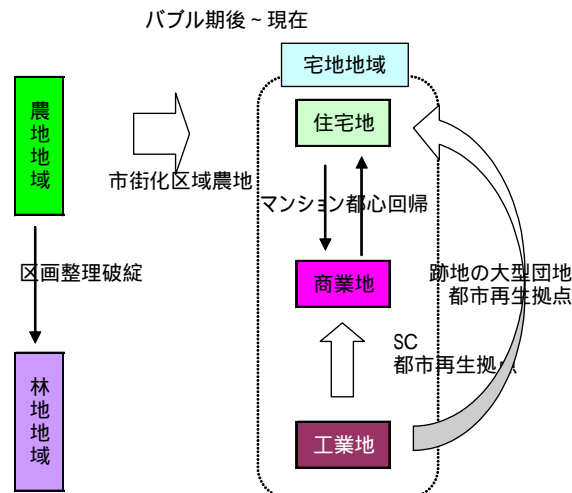 バブル期後～現在
宅地地域
農地地域
住宅地
市街化区域農地
マンション都心回帰
区画整理破綻
商業地
跡地の大型団地
都市再生拠点
SC
都市再生拠点
林地地域
工業地